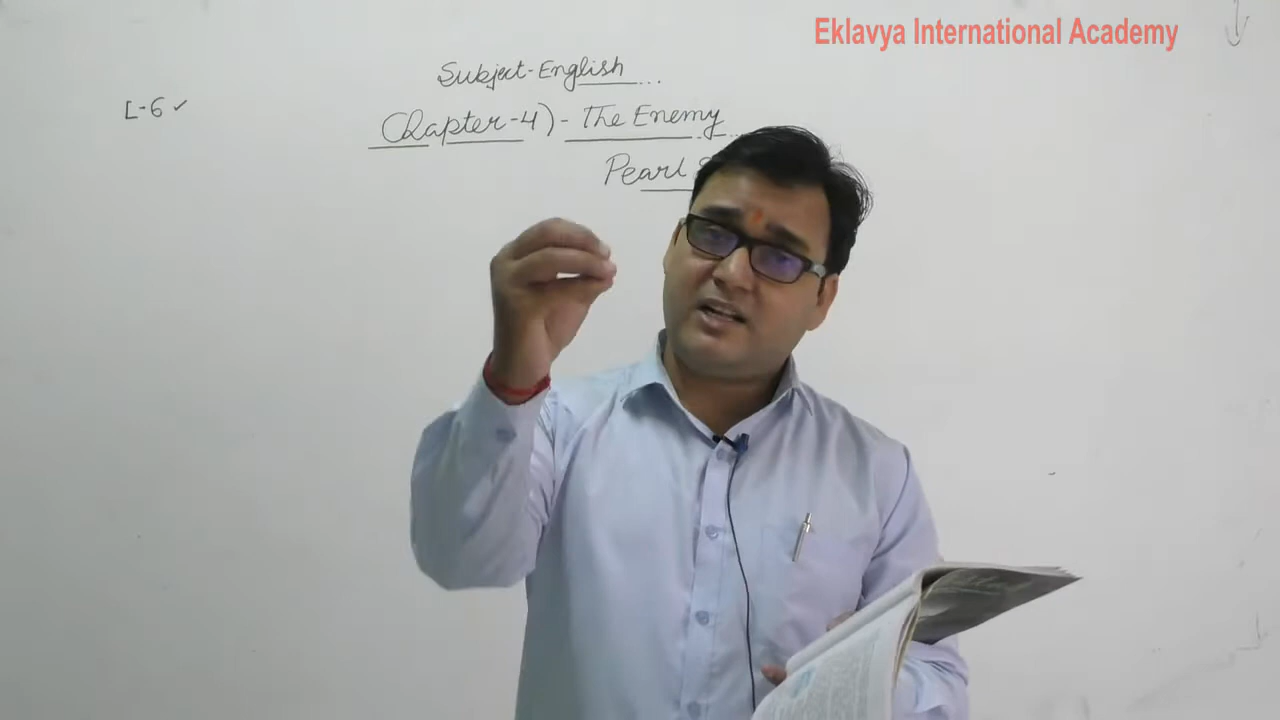 Eklavya International Academy
Subject-English...
L-6 ✓
Chapter-4) - The Enemy...
Pearl